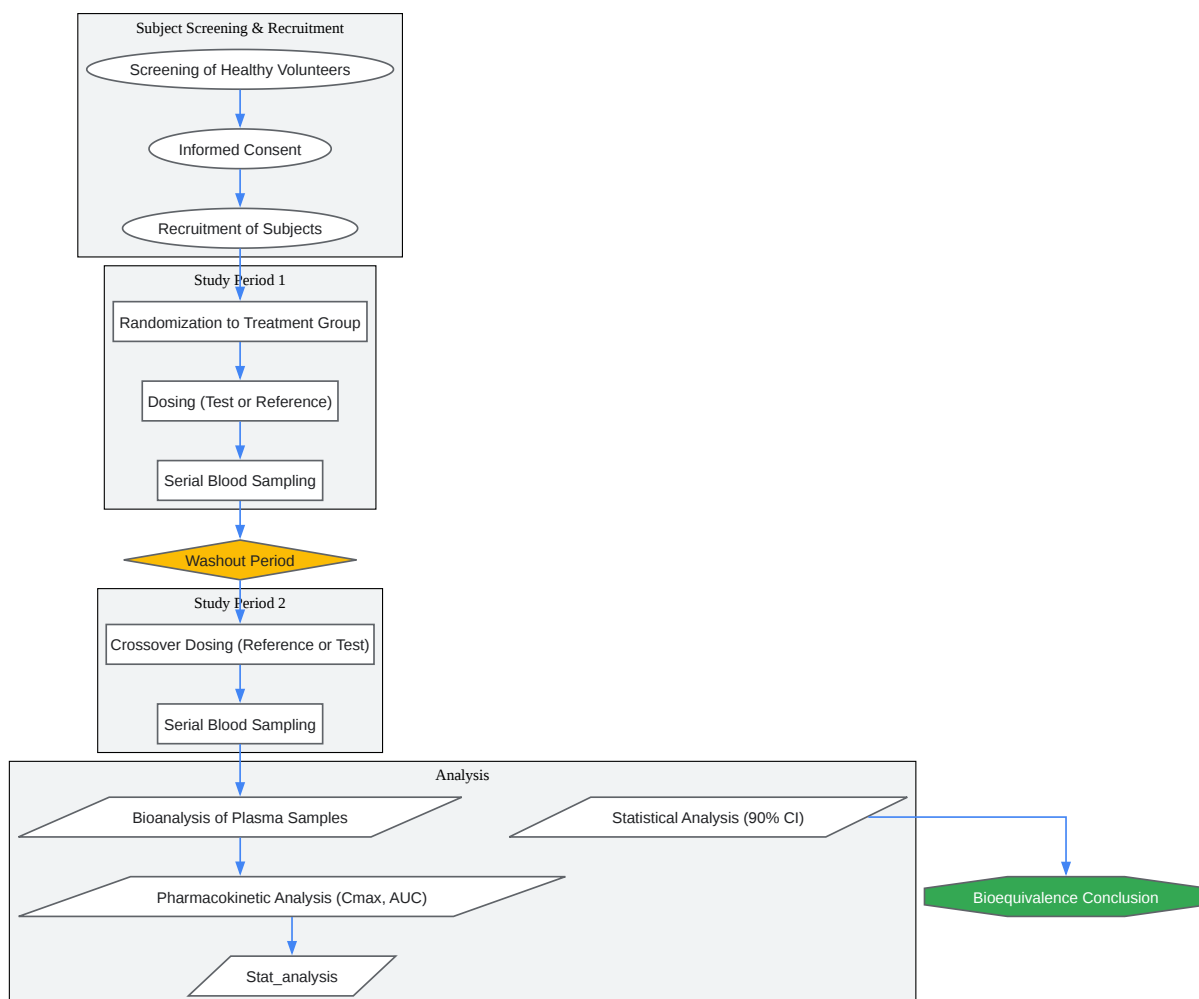 Subject Screening & Recruitment
Screening of Healthy Volunteers
Informed Consent
Recruitment of Subjects
Study Period 1
Randomization to Treatment Group
Dosing (Test or Reference)
Serial Blood Sampling
Washout Period
Study Period 2
Crossover Dosing (Reference or Test)
Serial Blood Sampling
Analysis
Bioanalysis of Plasma Samples
Statistical Analysis (90% CI)
Pharmacokinetic Analysis (Cmax, AUC)
Bioequivalence Conclusion
Stat_analysis